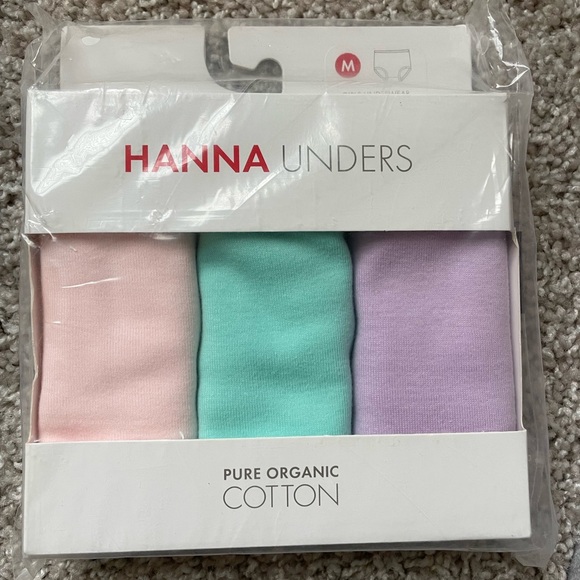 M
HANNA UNDERS
PURE ORGANIC
COTTON